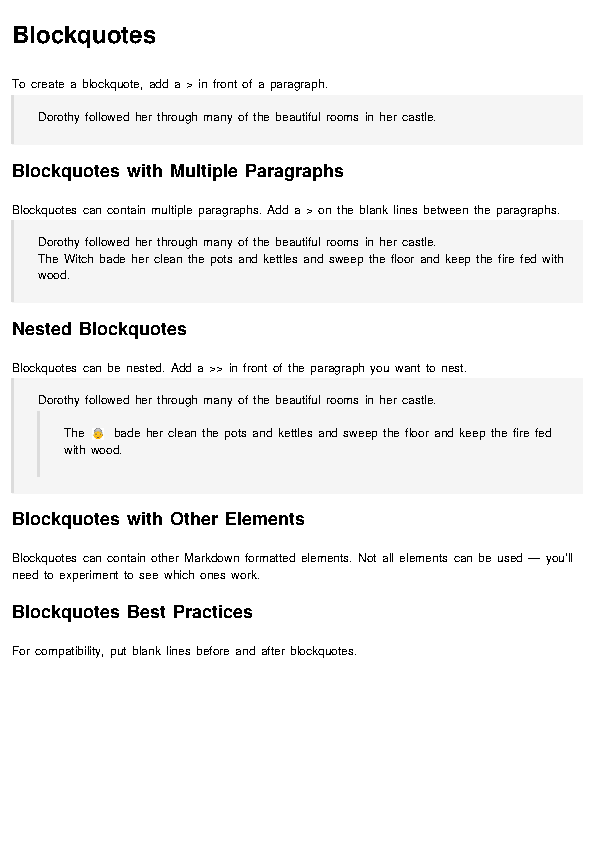 Blockquotes
To create a blockquote, add a > in front of a paragraph.
Dorothy followed her through many of the beautiful rooms in her castle.
Blockquotes with Multiple Paragraphs
Blockquotes can contain multiple paragraphs. Add a > on the blank lines between the paragraphs.
Dorothy followed her through many of the beautiful rooms in her castle.
The Witch bade her clean the pots and kettles and sweep the floor and keep the fire fed with
wood.
Nested Blockquotes
Blockquotes can be nested. Add a >> in front of the paragraph you want to nest.
Dorothy followed her through many of the beautiful rooms in her castle.
The bade her clean the pots and kettles and sweep the floor and keep the fire fed
with wood.
Blockquotes with Other Elements
Blockquotes can contain other Markdown formatted elements. Not all elements can be used — you'll
need to experiment to see which ones work.
Blockquotes Best Practices
For compatibility, put blank lines before and after blockquotes.